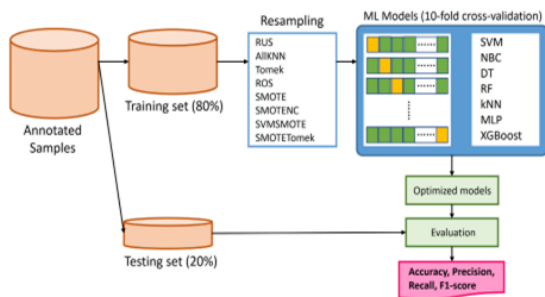 Annotated
Samples
Training set (80%)
Testing set (20%)
Resampling
RUS
AllKNN
Tomek
ROS
SMOTE
SMOTENC
SVMSMOTE
SMOTETomek
ML Models (10-fold cross-validation)
SVM
NBC
DT
RF
kNN
MLP
XGBoost
Optimized models
Evaluation
Accuracy, Precision,
Recall, F1-score